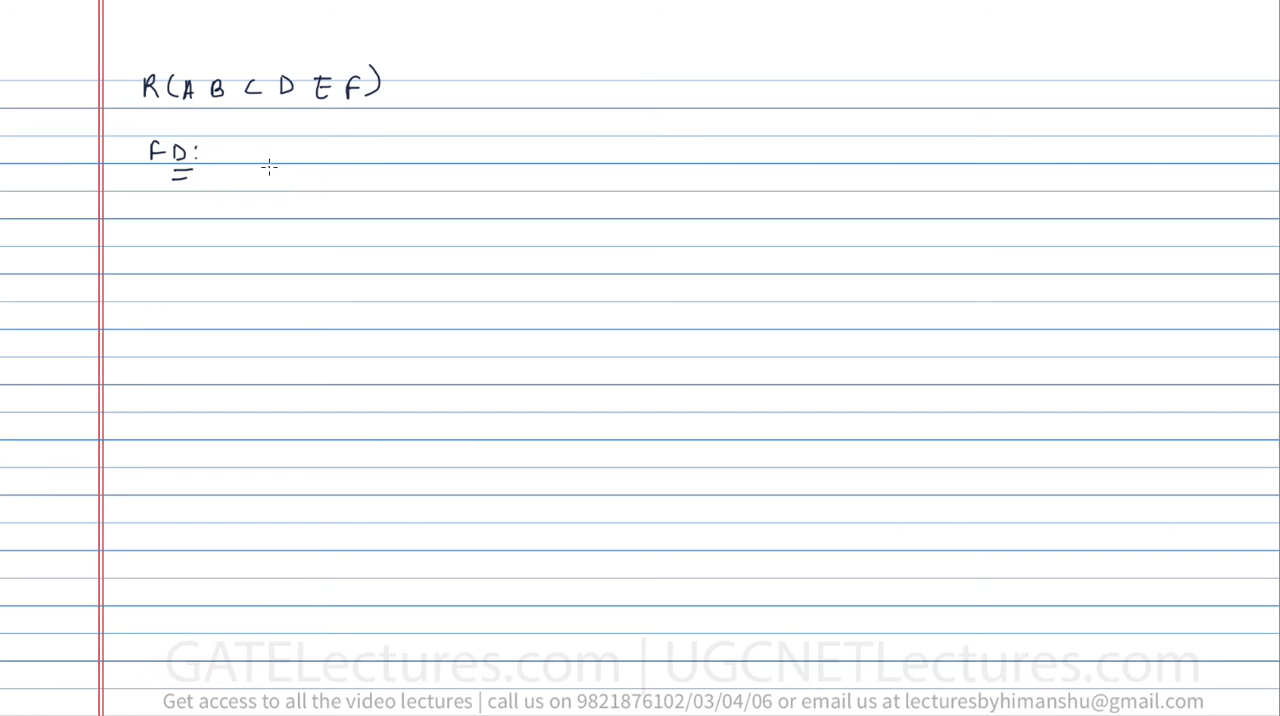 R(A B C D E F)
FD:
GATELectures.com | UGCNETLectures.com
Get access to all the video lectures | call us on 9821876102/03/04/06 or email us at lecturesbyhimanshu@gmail.com